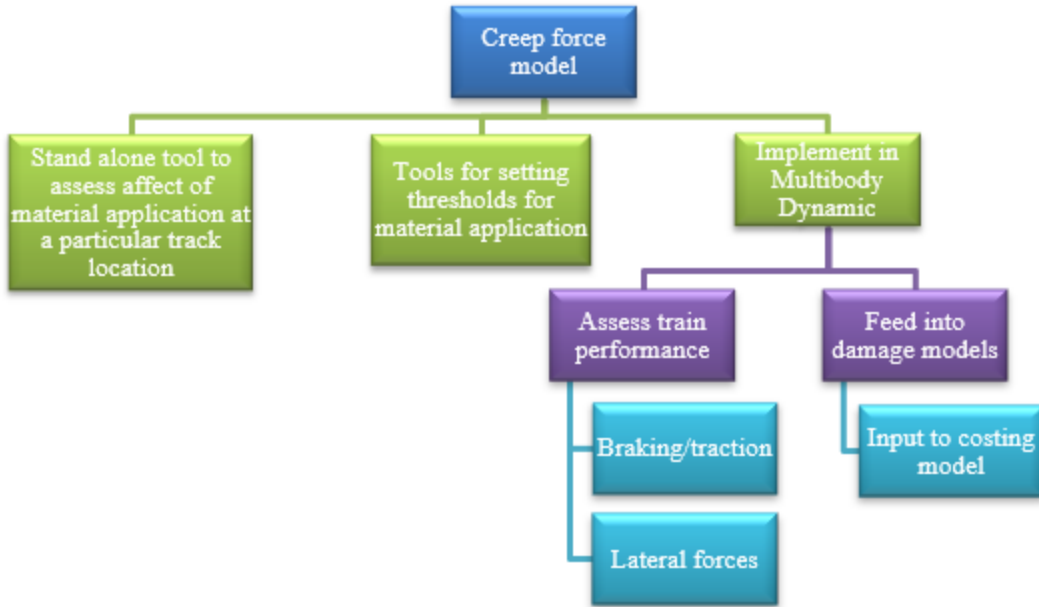 Creep force
model
Stand alone tool to
assess affect of
material application at
a particular track
location
Tools for setting
thresholds for
material application
Implement in
Multibody
Dynamic
Assess train
performance
Feed into
damage models
Braking/traction
Input to costing
model
Lateral forces